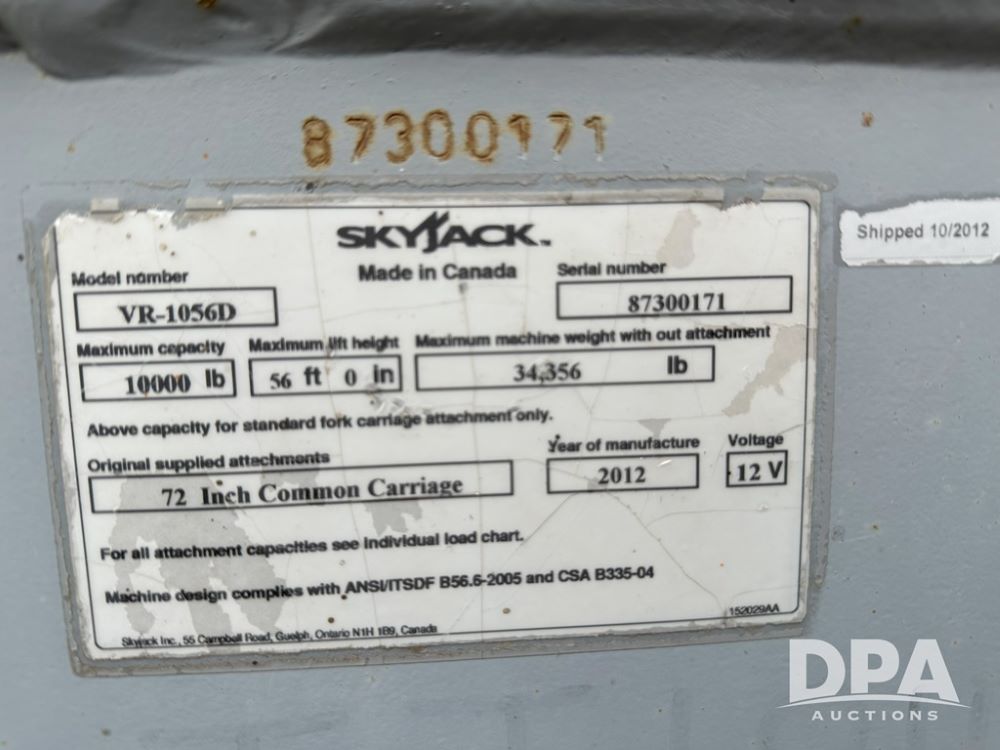 87300171
SKYJACK™
Made in Canada
Shipped 10/2012
Model number
Serial number
VR-1056D
87300171
Maximum capacity Maximum lift height Maximum machine weight with out attachment
10000 lb 56 ft 0 in 34,356 lb
Above capacity for standard fork carriage attachment only.
Original supplied attachments Year of manufacture Voltage
72 Inch Common Carriage 2012 12 V
For all attachment capacities see individual load chart.
Machine design complies with ANSI/ITSDF B56.6-2005 and CSA B335-04
152029AA
Skyjack Inc., 55 Campbell Road, Guelph, Ontario N1H 1B9, Canada
DPA
AUCTIONS